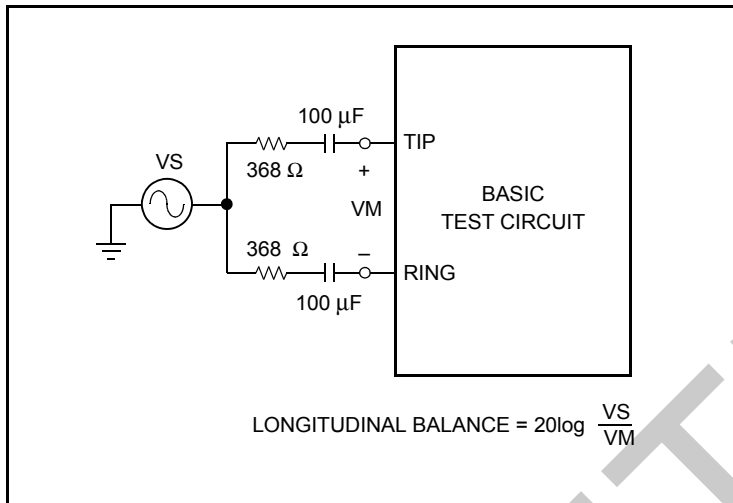 100 μF
TIP
VS
368 Ω
+
BASIC
TEST CIRCUIT
VM
368 Ω
–
RING
100 μF
LONGITUDINAL BALANCE = 20log VS
VM